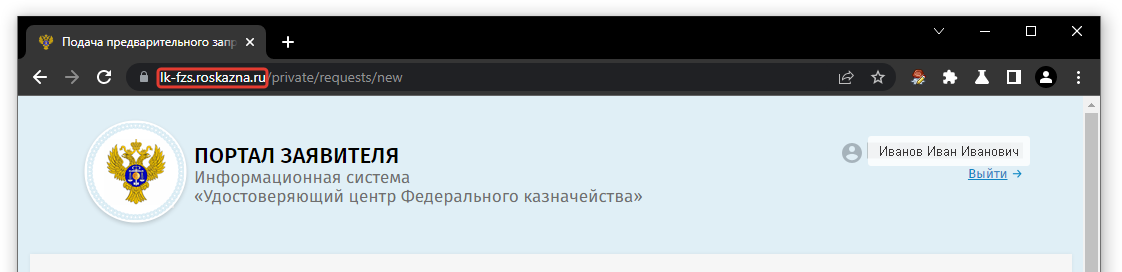 Подача предварительного запр
lk-fzs.roskazna.ru/private/requests/new
ПОРТАЛ ЗАЯВИТЕЛЯ
Иванов Иван Иванович
Информационная система
Выйти →
«Удостоверяющий центр Федерального казначейства»